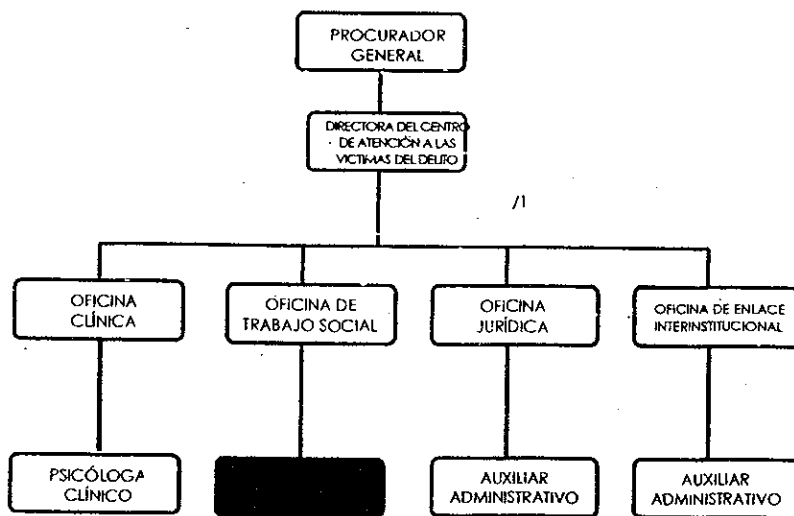 PROCURADOR
GENERAL
DIRECTORA DEL CENTRO
DE ATENCIÓN A LAS
VICTIMAS DEL DELITO
/1
OFICINA
CLÍNICA
OFICINA DE
TRABAJO SOCIAL
OFICINA
JURÍDICA
OFICINA DE ENLACE
INTERINSTITUCIONAL
PSICÓLOGA
CLÍNICO
AUXILIAR
ADMINISTRATIVO
AUXILIAR
ADMINISTRATIVO